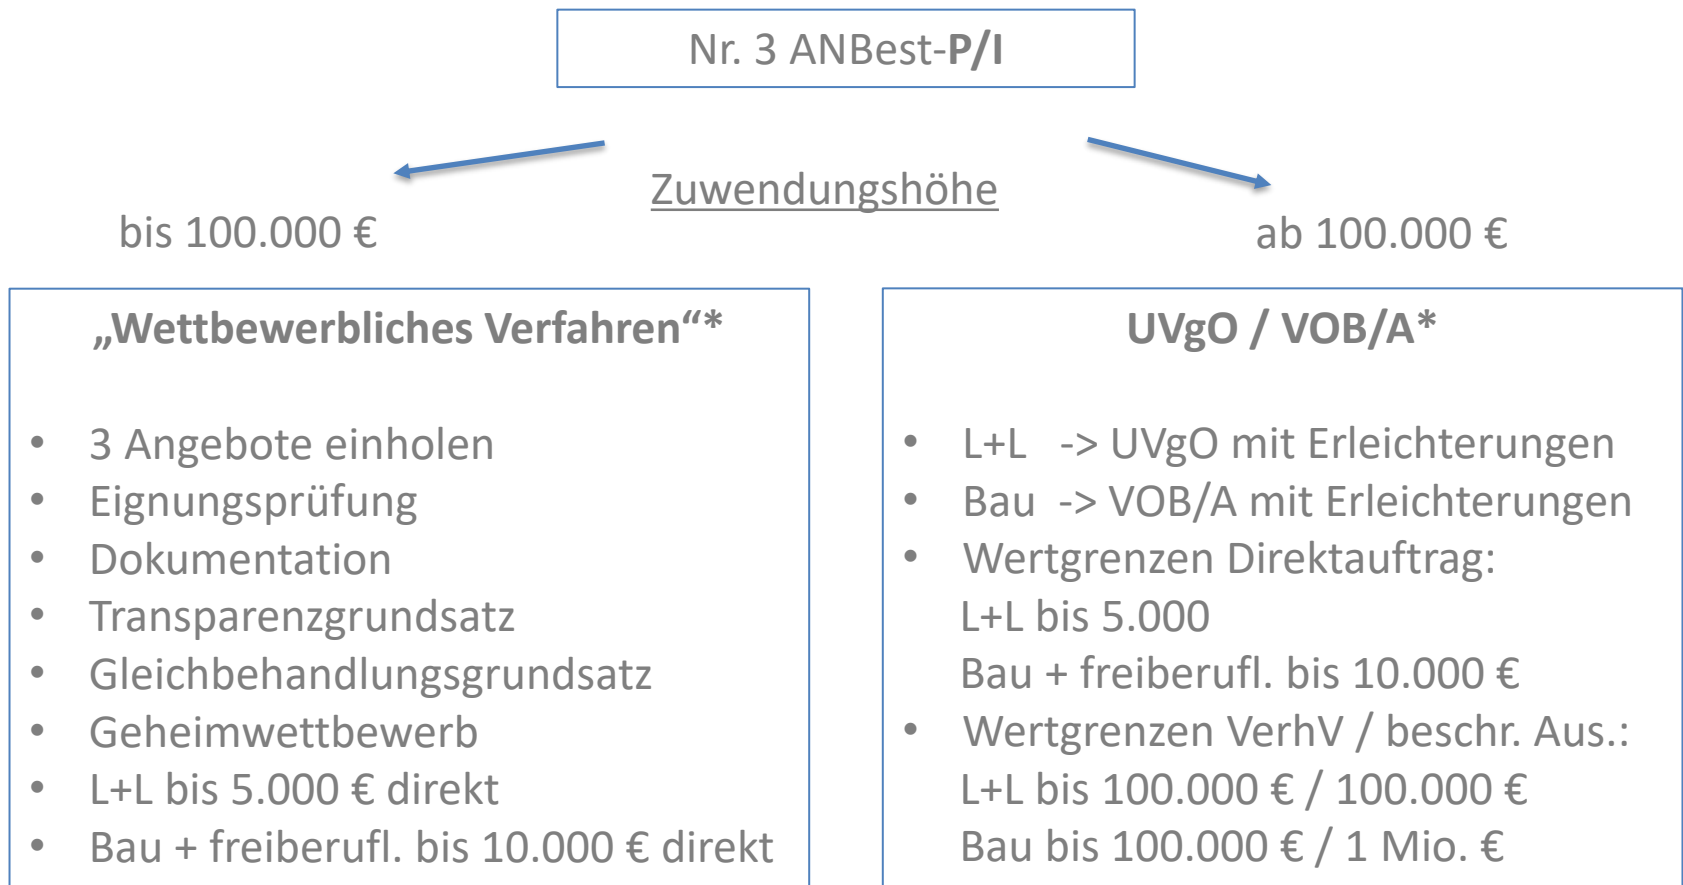 Nr. 3 ANBest-P/I
Zuwendungshöhe
bis 100.000 €
ab 100.000 €
„Wettbewerbliches Verfahren“*
• 3 Angebote einholen
• Eignungsprüfung
• Dokumentation
• Transparenzgrundsatz
• Gleichbehandlungsgrundsatz
• Geheimwettbewerb
• L+L bis 5.000 € direkt
• Bau + freiberufl. bis 10.000 € direkt
UVgO / VOB/A*
• L+L -> UVgO mit Erleichterungen
• Bau -> VOB/A mit Erleichterungen
• Wertgrenzen Direktauftrag:
L+L bis 5.000
Bau + freiberufl. bis 10.000 €
• Wertgrenzen VerhV / beschr. Aus.:
L+L bis 100.000 € / 100.000 €
Bau bis 100.000 € / 1 Mio. €